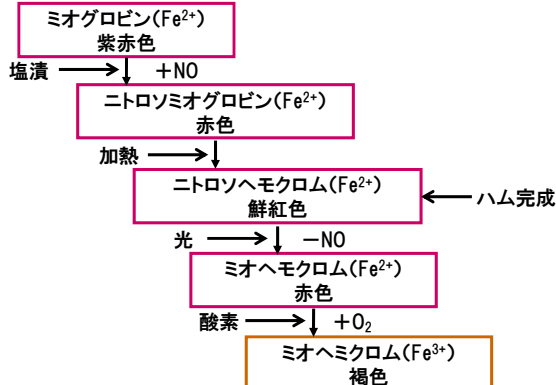 ミオグロビン(Fe²⁺)
紫赤色
塩漬
＋NO
ニトロソミオグロビン(Fe²⁺)
赤色
加熱
ニトロソヘモクロム(Fe²⁺)
鮮紅色
ハム完成
光
－NO
ミオヘモクロム(Fe²⁺)
赤色
酸素
＋O₂
ミオヘミクロム(Fe³⁺)
褐色